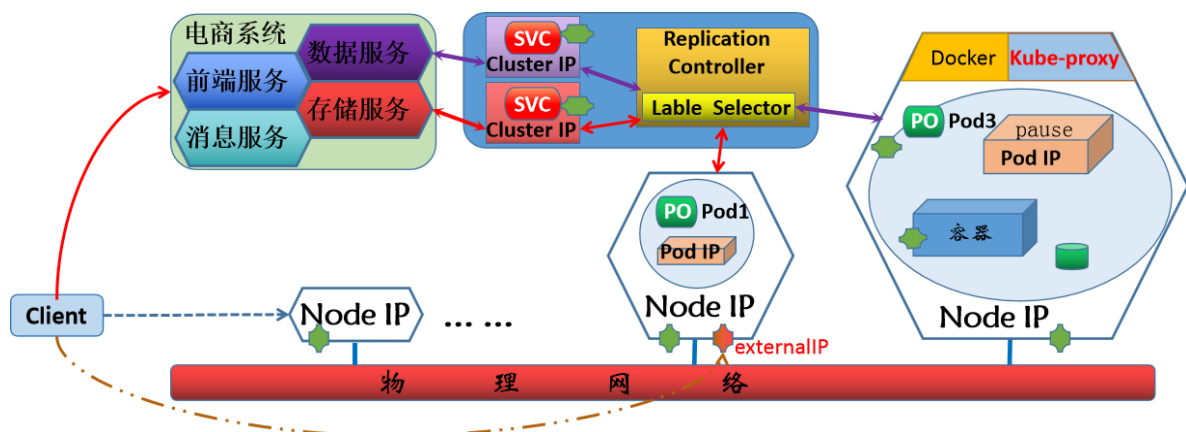 电商系统
数据服务
前端服务
存储服务
消息服务
SVC
Cluster IP
SVC
Cluster IP
Replication
Controller
Lable Selector
Docker
Kube-proxy
PO Pod3
pause
Pod IP
容器
PO Pod1
Pod IP
Node IP
Client
Node IP
... ...
Node IP
externalIP
物理网络